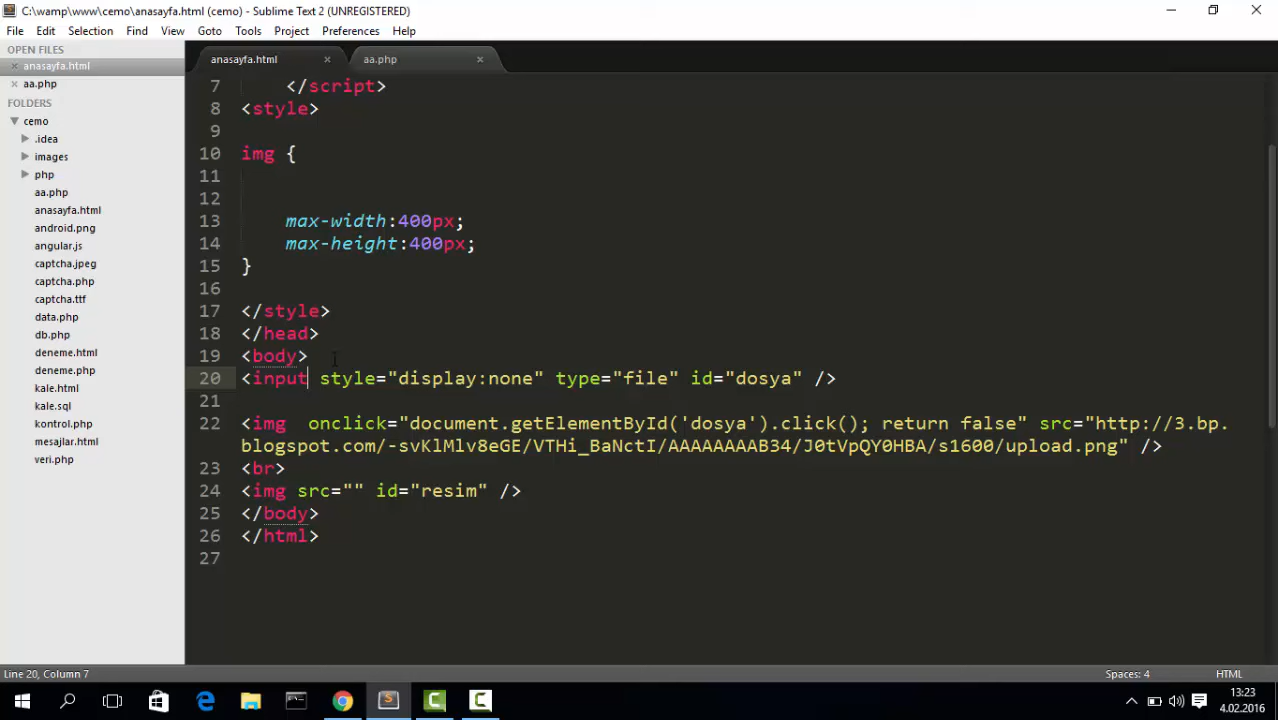 C:\wamp\www\cemo\anasayfa.html (cemo) - Sublime Text 2 (UNREGISTERED)
File Edit Selection Find View Goto Tools Project Preferences Help
OPEN FILES
anasayfa.html
aa.php
FOLDERS
cemo
.idea
images
php
aa.php
anasayfa.html
android.png
angular.js
captcha.jpeg
captcha.php
captcha.ttf
data.php
db.php
deneme.html
deneme.php
kale.html
kale.sql
kontrol.php
mesajlar.html
veri.php
anasayfa.html aa.php
7 </script>
8 <style>
9
10 img {
11
12
13 max-width:400px;
14 max-height:400px;
15 }
16
17 </style>
18 </head>
19 <body>
20 <input style="display:none" type="file" id="dosya" />
21
22 <img  onclick="document.getElementById('dosya').click(); return false" src="http://3.bp.
blogspot.com/-svKlMlv8eGE/VTHi_BaNctI/AAAAAAAAB34/J0tVpQY0HBA/s1600/upload.png" />
23 <br>
24 <img src="" id="resim" />
25 </body>
26 </html>
27
Line 20, Column 7 Spaces: 4 HTML
13:23
4.02.2016